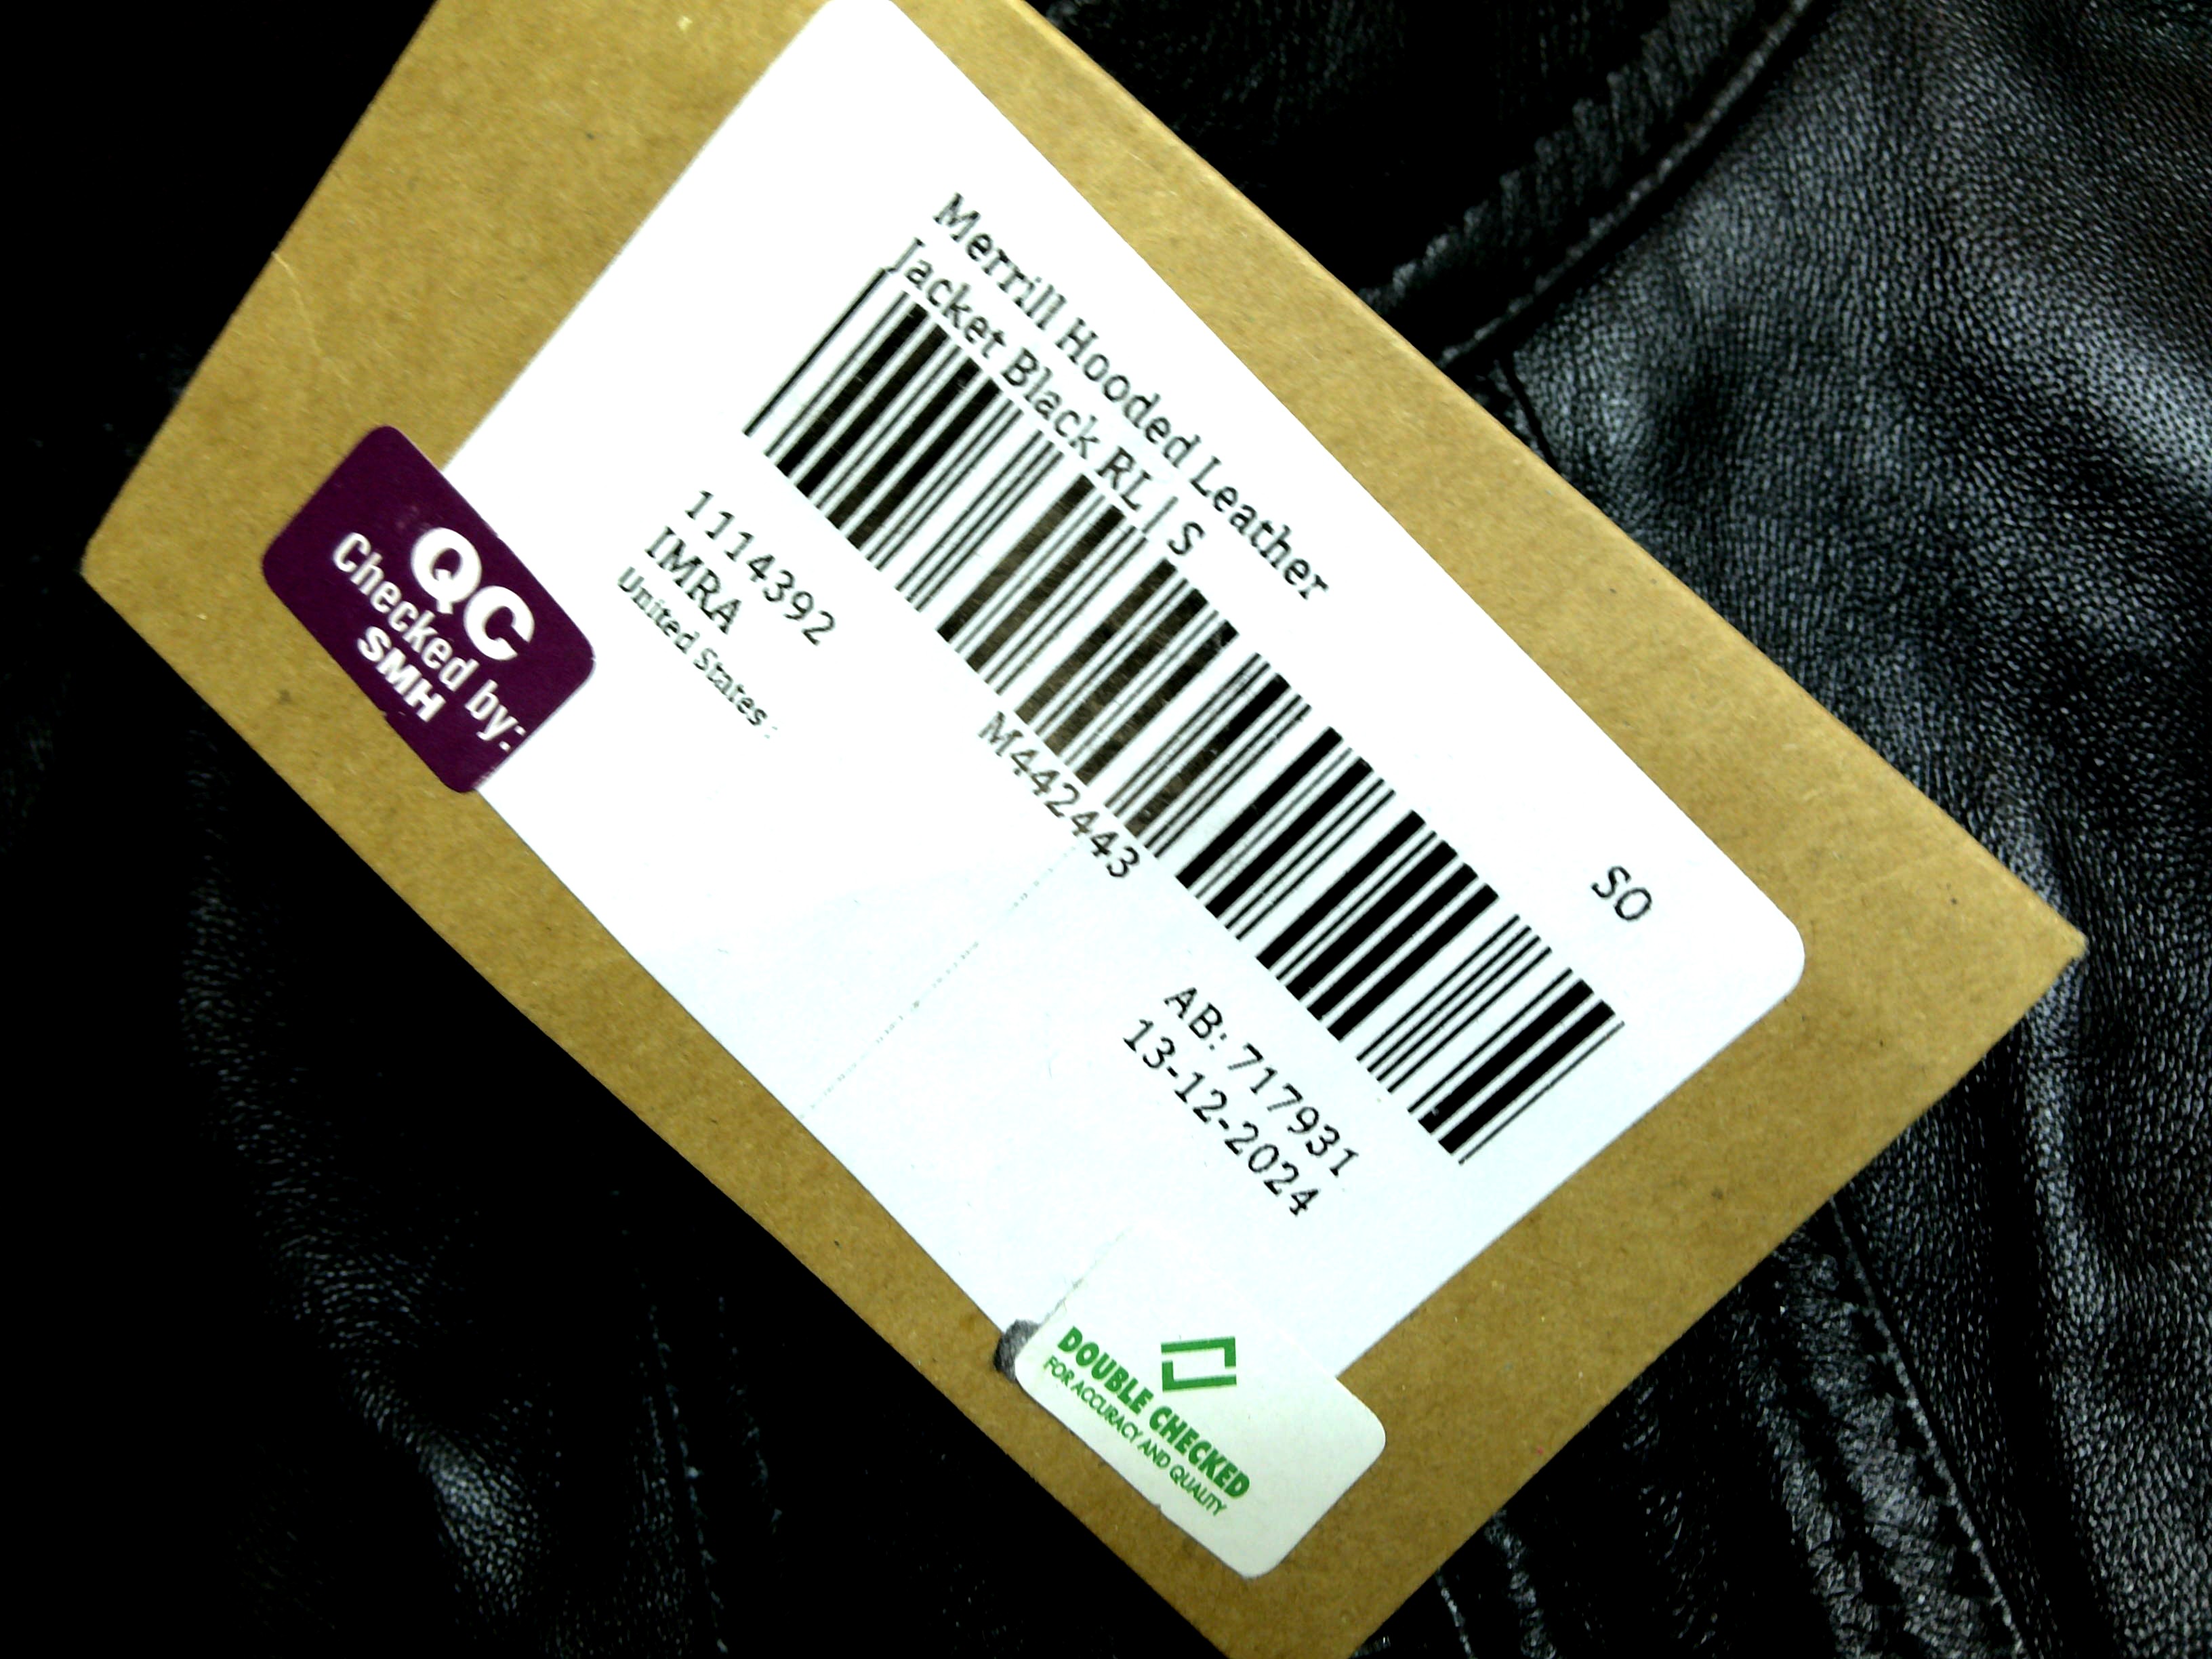 Merrill Hooded Leather
Jacket Black RL | S
SO
1114392
M442443
AB: 717931
IMRA
13-12-2024
United States
QC
Checked by:
SMH
DOUBLE CHECKED
FOR ACCURACY AND QUALITY